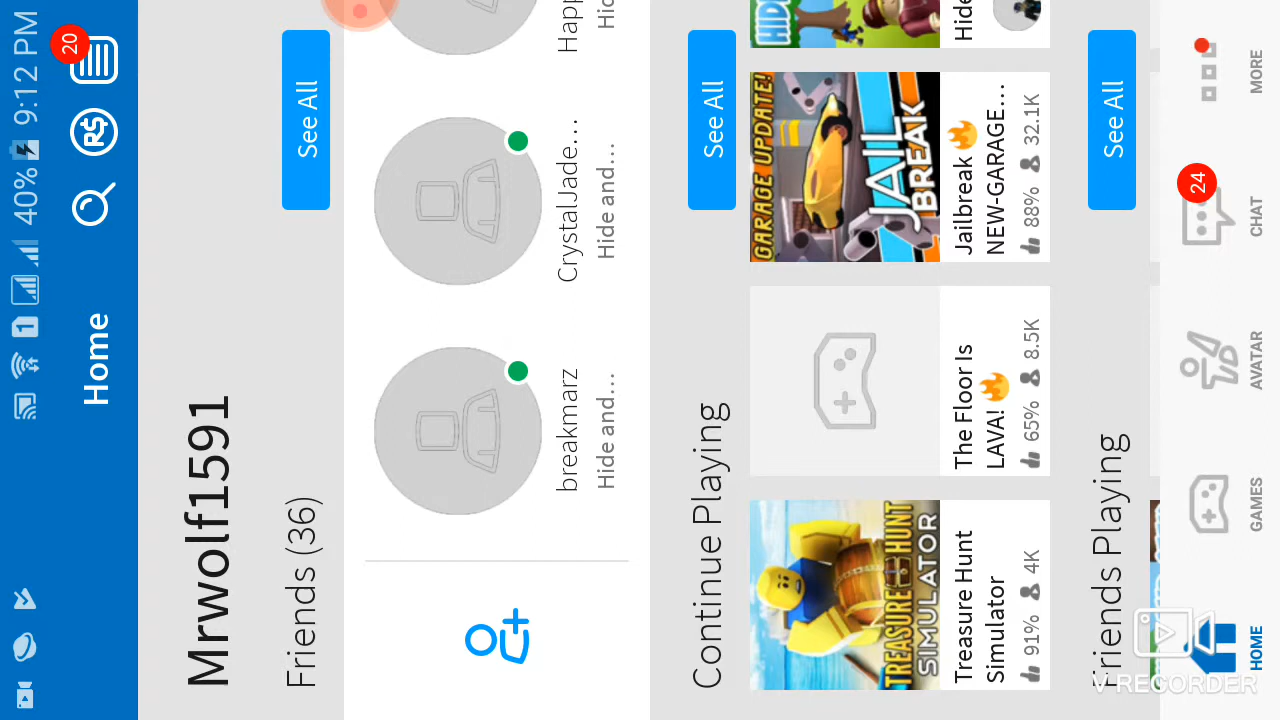 40% 9:12 PM
1
Home
20
Mrwolf1591
Friends (36)
See All
breakmarz
Hide and...
CrystalJade...
Hide and...
Happ
Hi
Continue Playing
See All
TREASURE HUNT
SIMULATOR
Treasure Hunt
Simulator
91% 4K
The Floor Is
LAVA! 🔥
65% 8.5K
GARAGE UPDATE!
JAIL
BREAK
Jailbreak 🔥
NEW-GARAGE...
88% 32.1K
HIDE
Hide
Friends Playing
See All
HOME
GAMES
AVATAR
24
CHAT
MORE
V RECORDER